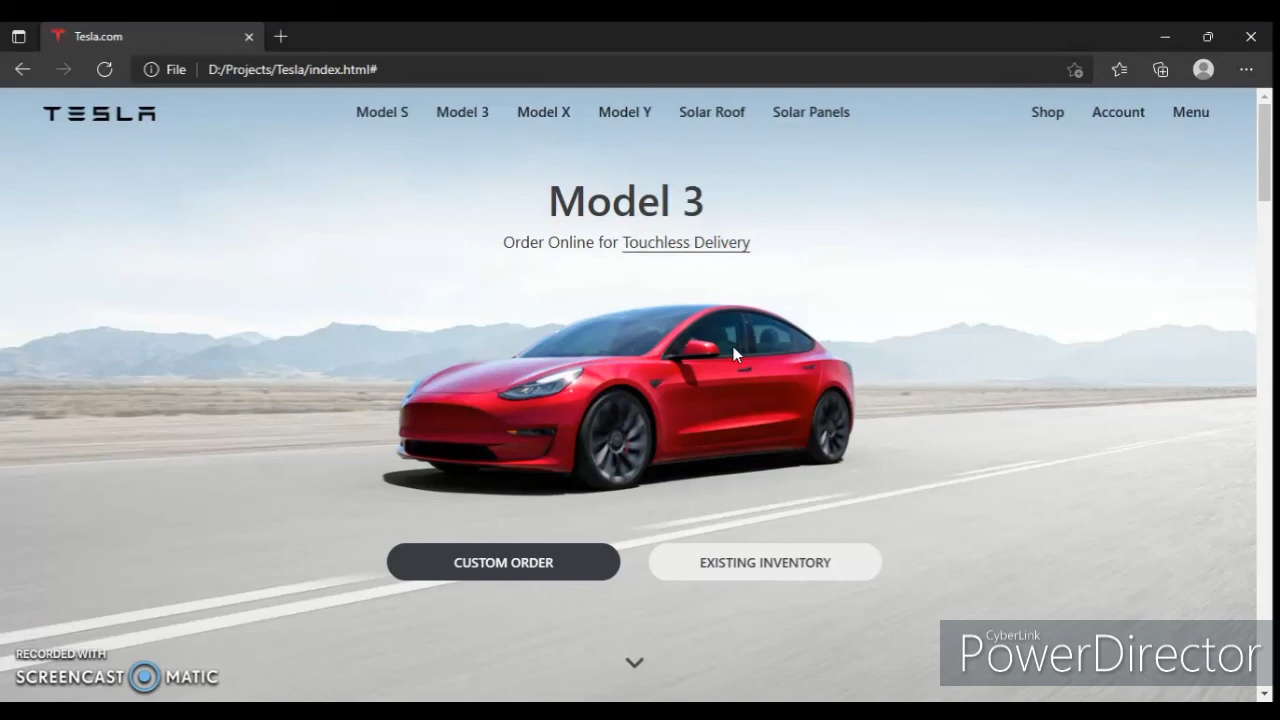 Tesla.com
File D:/Projects/Tesla/index.html#
TESLA Model S Model 3 Model X Model Y Solar Roof Solar Panels Shop Account Menu
Model 3
Order Online for Touchless Delivery
CUSTOM ORDER EXISTING INVENTORY
RECORDED WITH
SCREENCAST MATIC
CyberLink
PowerDirector